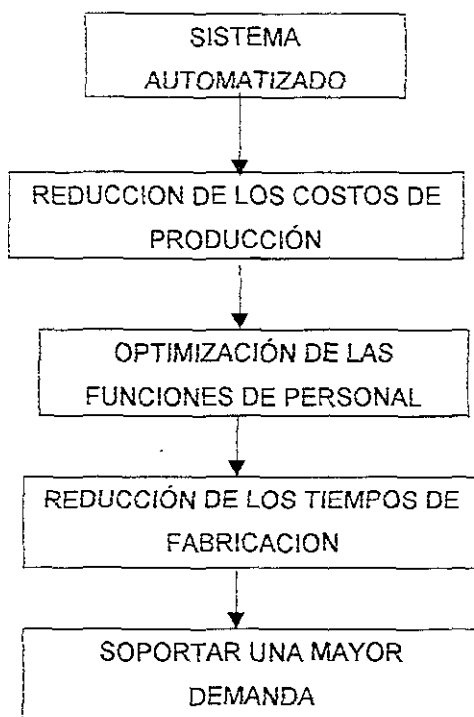 SISTEMA
AUTOMATIZADO
REDUCCION DE LOS COSTOS DE
PRODUCCIÓN
OPTIMIZACIÓN DE LAS
FUNCIONES DE PERSONAL
REDUCCIÓN DE LOS TIEMPOS DE
FABRICACION
SOPORTAR UNA MAYOR
DEMANDA